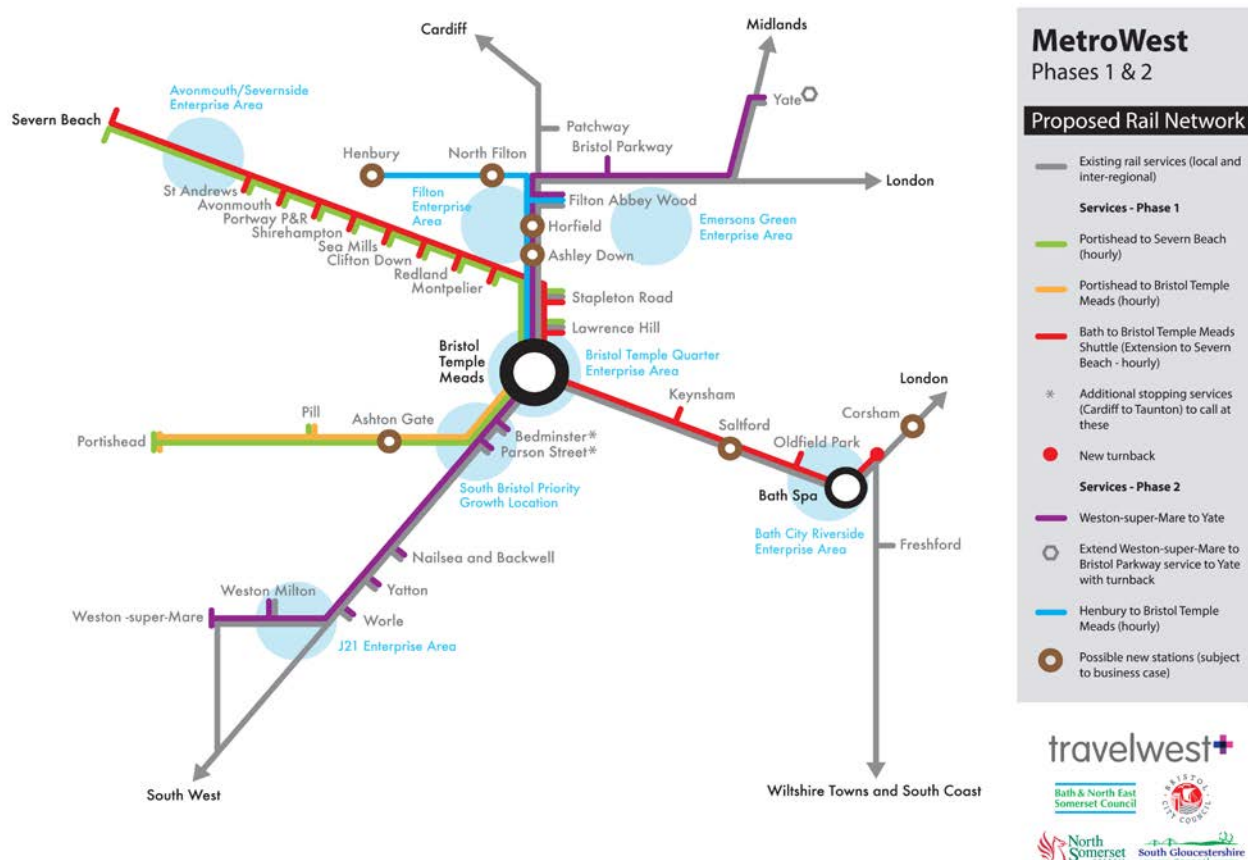 Cardiff
Midlands
Avonmouth/Severnside
Enterprise Area
Severn Beach
Yate
Patchway
Bristol Parkway
Henbury
North Filton
London
St Andrews
Avonmouth
Portway P&R
Shirehampton
Sea Mills
Clifton Down
Redland
Montpelier
Filton
Enterprise
Area
Filton Abbey Wood
Horfield
Ashley Down
Emersons Green
Enterprise Area
Stapleton Road
Lawrence Hill
Bristol
Temple
Meads
Bristol Temple Quarter
Enterprise Area
Keynsham
Saltford
Oldfield Park
London
Corsham
Bath Spa
Bath City Riverside
Enterprise Area
Freshford
Pill
Ashton Gate
Portishead
Bedminster*
Parson Street*
South Bristol Priority
Growth Location
Nailsea and Backwell
Yatton
Weston Milton
Weston -super-Mare
Worle
J21 Enterprise Area
South West
Wiltshire Towns and South Coast
MetroWest
Phases 1 & 2
Proposed Rail Network
Existing rail services (local and
inter-regional)
Services - Phase 1
Portishead to Severn Beach
(hourly)
Portishead to Bristol Temple
Meads (hourly)
Bath to Bristol Temple Meads
Shuttle (Extension to Severn
Beach - hourly)
* Additional stopping services
(Cardiff to Taunton) to call at
these
New turnback
Services - Phase 2
Weston-super-Mare to Yate
Extend Weston-super-Mare to
Bristol Parkway service to Yate
with turnback
Henbury to Bristol Temple
Meads (hourly)
Possible new stations (subject
to business case)
travelwest
Bath & North East
Somerset Council
BRISTOL
CITY COUNCIL
North
Somerset
South Gloucestershire